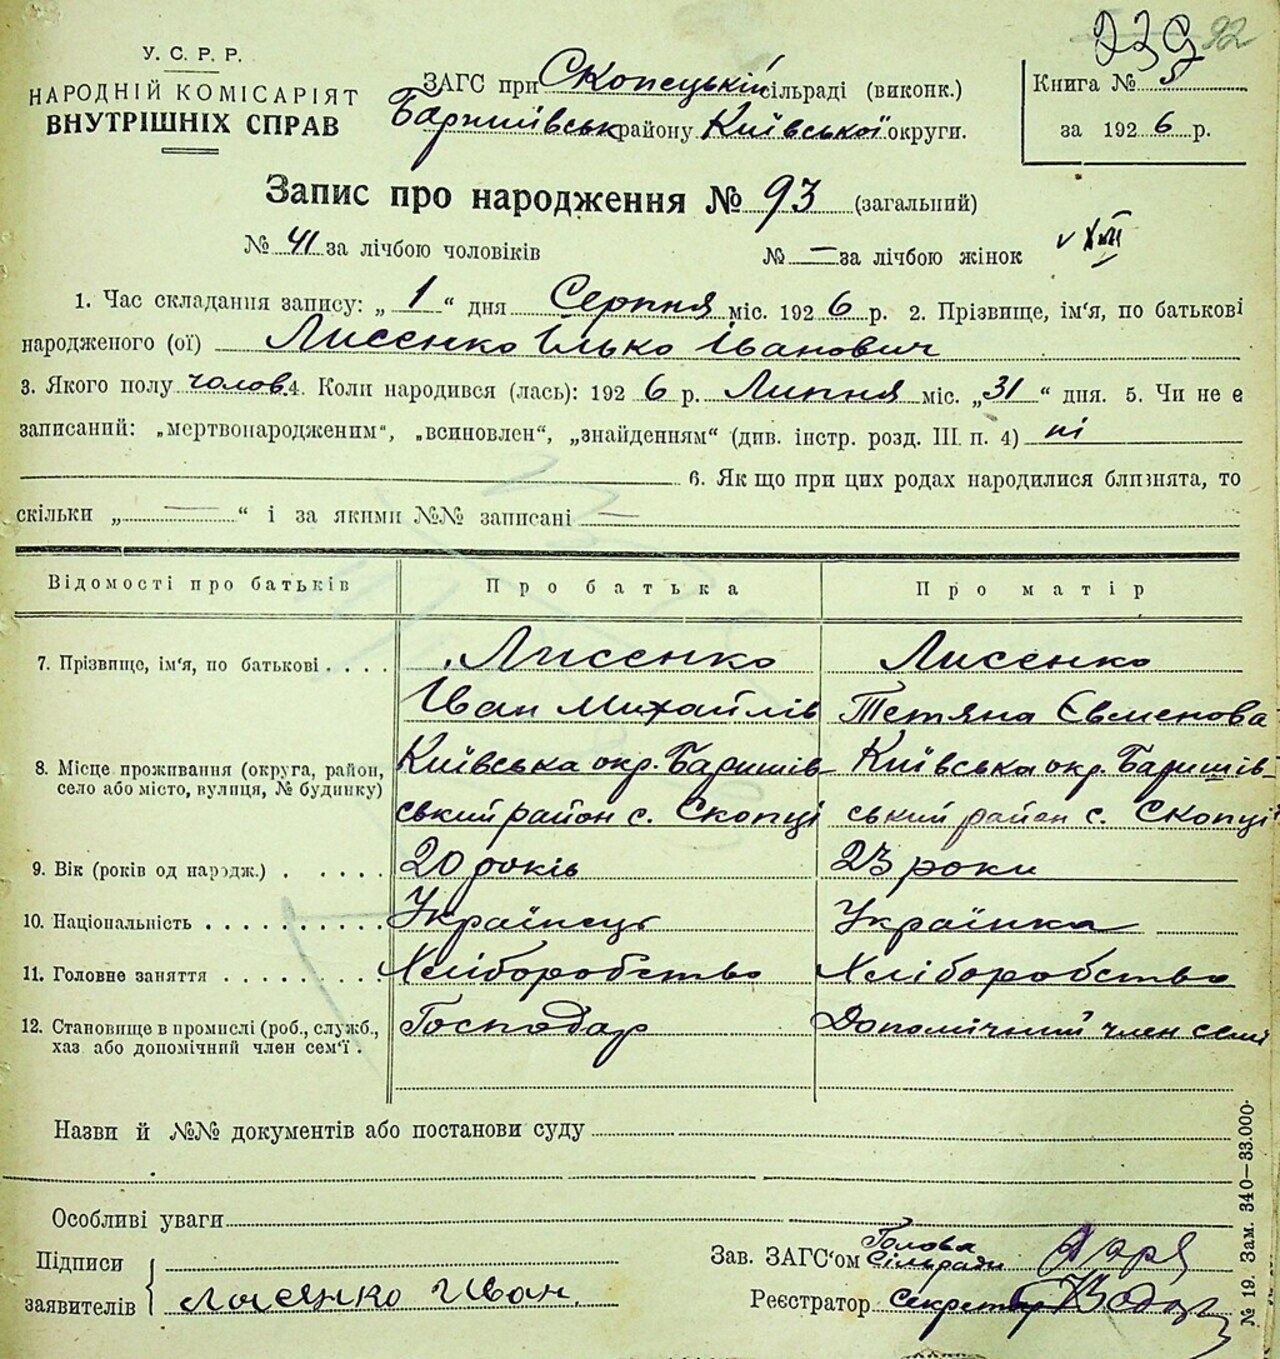 239 92
У. С. Р. Р.
НАРОДНІЙ КОМІСАРІЯТ
ВНУТРІШНІХ СПРАВ
ЗАГС при Скопецькій сільраді (виконк.)
Баришівськ району Київської округи.
Книга № 5
за 1926 р.
Запис про народження № 93 (загальний)
№ 41 за лічбою чоловіків № — за лічбою жінок
1. Час складання запису: „ 1 “ дня Серпня міс. 1926 р. 2. Прізвище, ім‘я, по батькові
народженого (ої) Лисенко Ілько Іванович
3. Якого полу чолов. 4. Коли народився (лась): 1926 р. Липня міс. „31“ дня. 5. Чи не є
записаний: „мертвонародженим“, „всиновлен“, „знайденням“ (див. інстр. розд. III п. 4) ні
6. Як що при цих родах народилися близнята, то
скільки „ — “ і за якими №№ записані —
Відомості про батьків Про батька Про матір
7. Прізвище, ім‘я, по батькові . . . . Лисенко Лисенко
Іван Михайлів Тетяна Євменова
8. Місце проживання (округа, район, Київська окр. Баришів- Київська окр. Баришів-
село або місто, вулиця, № будинку) ський район с. Скопці ський район с. Скопці
9. Вік (років од народж.) . . . . . 20 років 23 роки
10. Національність . . . . . . . . . . Українець Українка
11. Головне заняття . . . . . . . . . Хліборобство Хліборобство
12. Становище в промислі (роб., служб., Господар Допомічний член семї
хаз або допомічний член сем‘ї .
Назви й №№ документів або постанови суду
Особливі уваги
Підписи
заявителів Лисянко Иван.
Зав. ЗАГС‘ом Голова Сільради
Реєстратор Секретар
№ 19. Зам. 340—33.000.